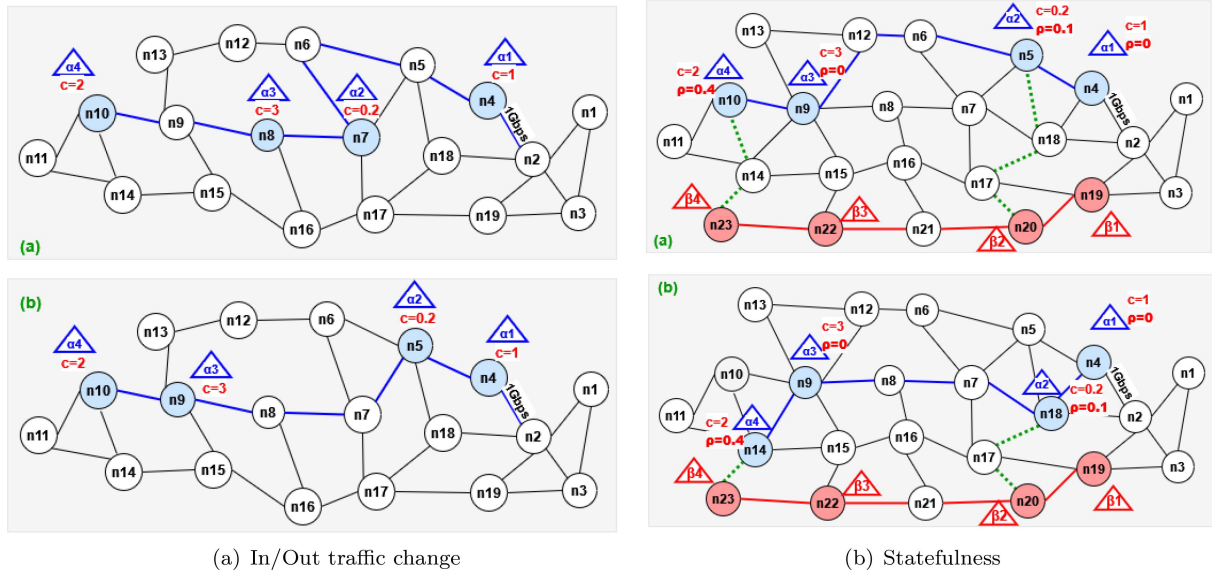 n13
n12
n6
α4
c=2
n10
n9
α3
c=3
n8
α2
c=0.2
n7
n5
α1
c=1
n4
1Gbps
n1
n11
n14
n15
n16
n17
n18
n2
n19
n3
(a)
(b)
α2
c=0.2
n13
n12
n6
n5
α1
c=1
n4
1Gbps
n1
α4
c=2
n10
α3
c=3
n9
n8
n7
n11
n14
n15
n16
n17
n18
n2
n19
n3
(a) In/Out traffic change
n13
n12
n6
α2
c=0.2
ρ=0.1
n5
c=1
α1
ρ=0
c=2
α4
ρ=0.4
n10
c=3
α3
ρ=0
n9
n8
n7
n4
1Gbps
n1
n11
n14
n15
n16
n17
n18
n2
n19
n3
β4
n23
β3
n22
n21
β2
n20
β1
(a)
(b)
n13
n12
n6
n5
c=1
α1
ρ=0
c=3
α3
ρ=0
n10
n9
n8
n7
n4
1Gbps
n1
n11
c=2
α4
ρ=0.4
n14
n15
n16
n17
α2
c=0.2
ρ=0.1
n18
n2
n19
n3
β4
n23
β3
n22
n21
β2
n20
β1
(b) Statefulness